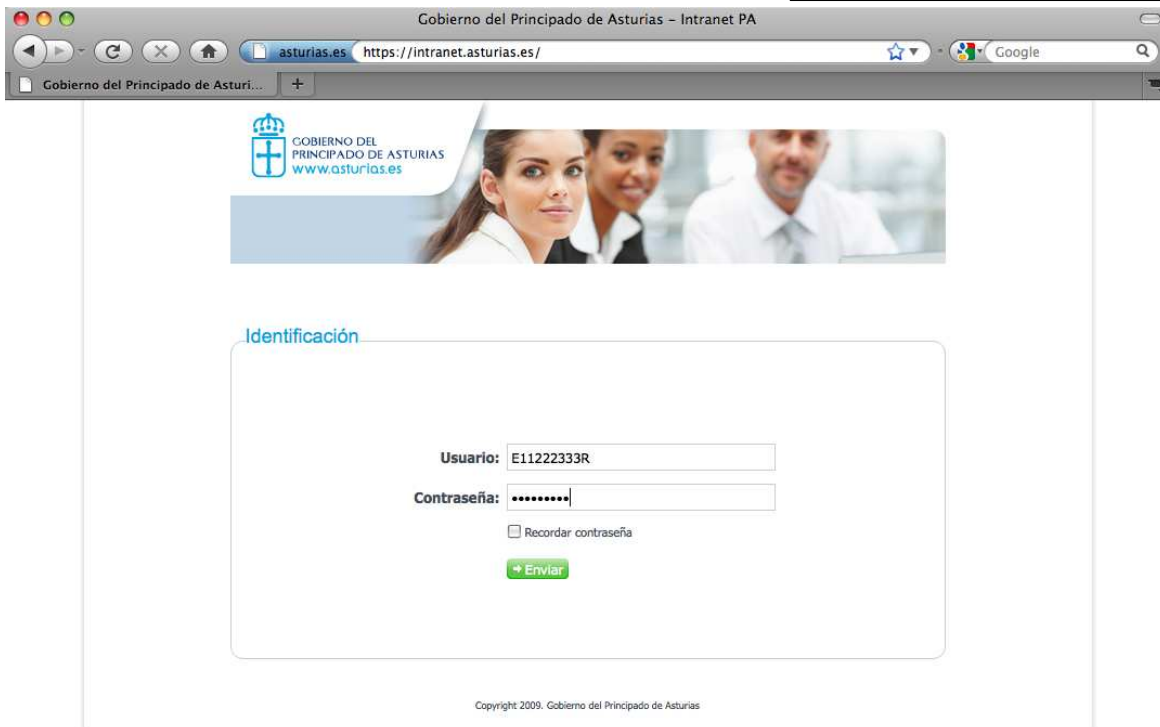 Gobierno del Principado de Asturias – Intranet PA
asturias.es https://intranet.asturias.es/ Google
Gobierno del Principado de Asturi... +
GOBIERNO DEL
PRINCIPADO DE ASTURIAS
www.asturias.es
Identificación
Usuario: E11222333R
Contraseña: •••••••••
Recordar contraseña
Enviar
Copyright 2009. Gobierno del Principado de Asturias